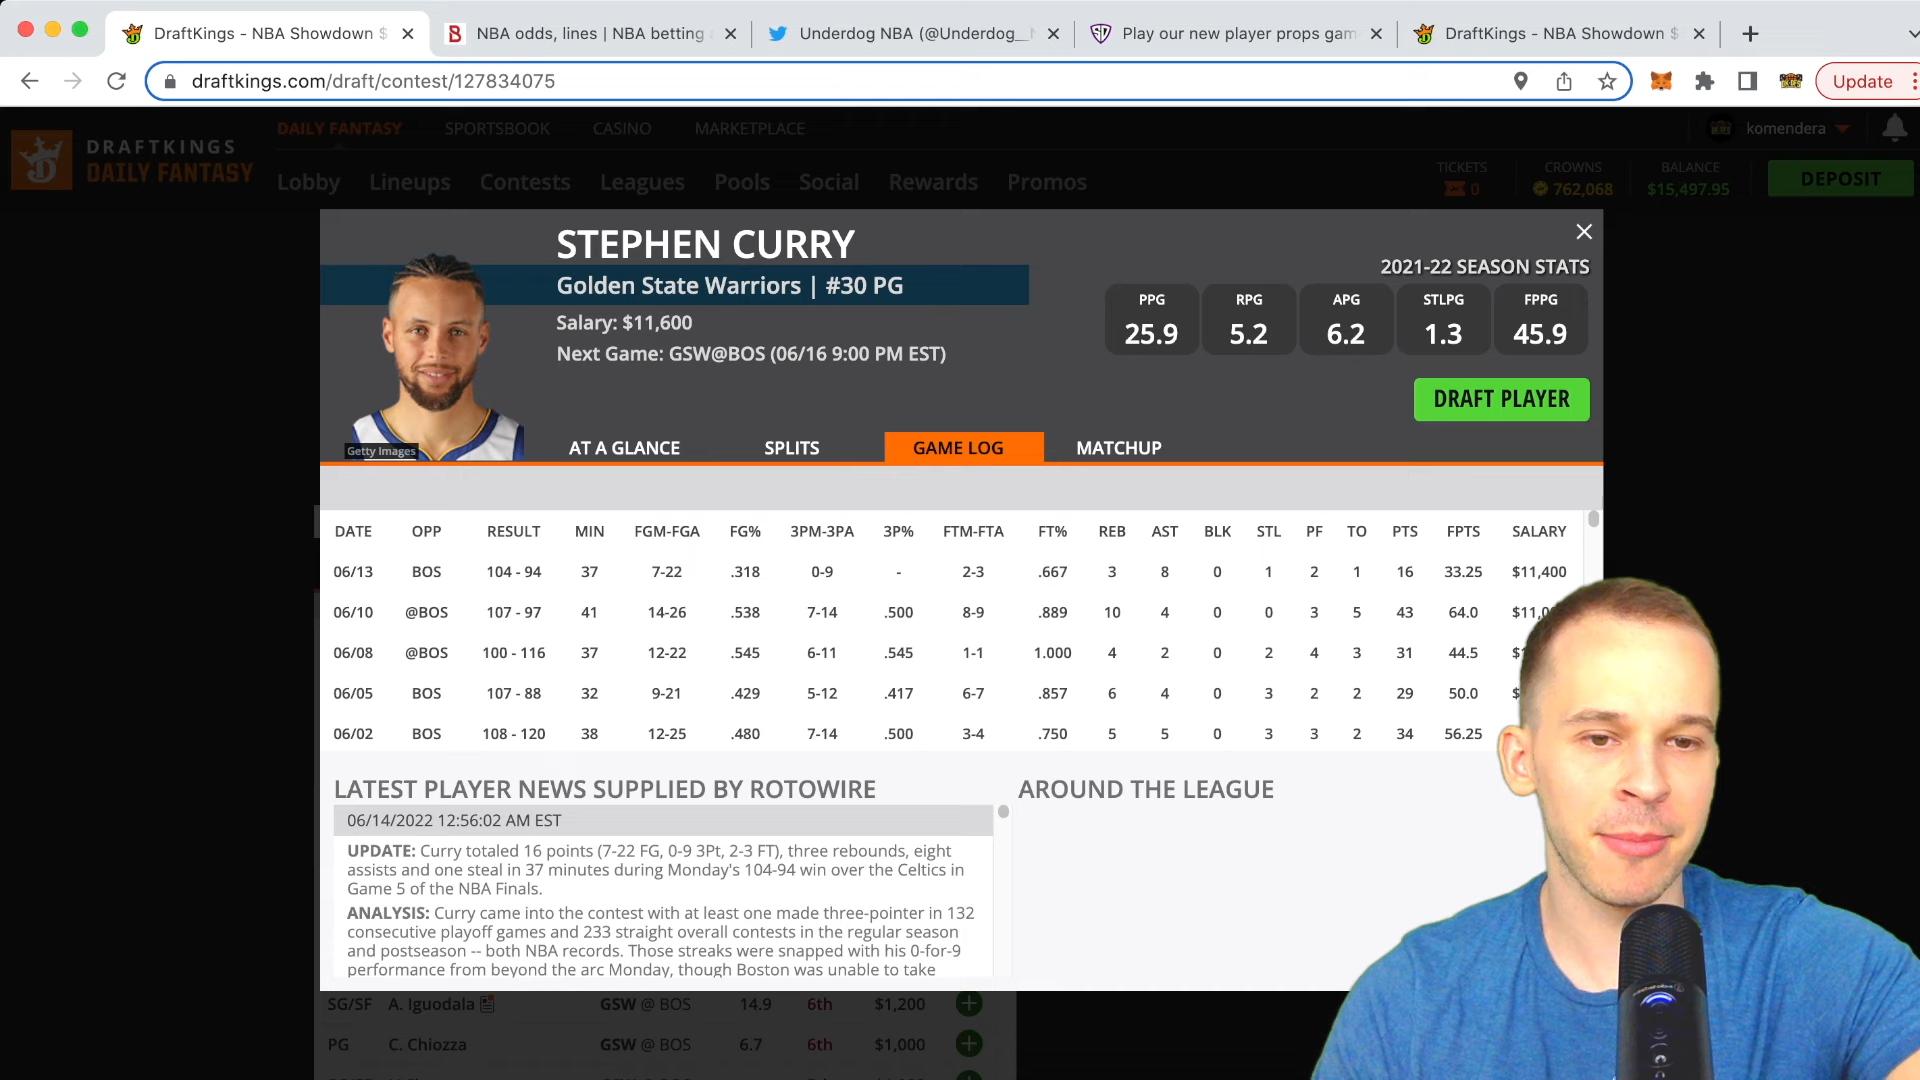 DraftKings - NBA Showdown $
NBA odds, lines | NBA betting
Underdog NBA (@Underdog__
Play our new player props gam
DraftKings - NBA Showdown $
draftkings.com/draft/contest/127834075
Update
DRAFTKINGS
DAILY FANTASY
DAILY FANTASY SPORTSBOOK CASINO MARKETPLACE
komendera
Lobby Lineups Contests Leagues Pools Social Rewards Promos
TICKETS CROWNS BALANCE
0 762,068 $15,497.95
DEPOSIT
STEPHEN CURRY
Golden State Warriors | #30 PG
Salary: $11,600
Next Game: GSW@BOS (06/16 9:00 PM EST)
2021-22 SEASON STATS
PPG RPG APG STLPG FPPG
25.9 5.2 6.2 1.3 45.9
DRAFT PLAYER
Getty Images
AT A GLANCE SPLITS GAME LOG MATCHUP
DATE OPP RESULT MIN FGM-FGA FG% 3PM-3PA 3P% FTM-FTA FT% REB AST BLK STL PF TO PTS FPTS SALARY
06/13 BOS 104 - 94 37 7-22 .318 0-9 - 2-3 .667 3 8 0 1 2 1 16 33.25 $11,400
06/10 @BOS 107 - 97 41 14-26 .538 7-14 .500 8-9 .889 10 4 0 0 3 5 43 64.0
06/08 @BOS 100 - 116 37 12-22 .545 6-11 .545 1-1 1.000 4 2 0 2 4 3 31 44.5
06/05 BOS 107 - 88 32 9-21 .429 5-12 .417 6-7 .857 6 4 0 3 2 2 29 50.0
06/02 BOS 108 - 120 38 12-25 .480 7-14 .500 3-4 .750 5 5 0 3 3 2 34 56.25
LATEST PLAYER NEWS SUPPLIED BY ROTOWIRE
AROUND THE LEAGUE
06/14/2022 12:56:02 AM EST
UPDATE: Curry totaled 16 points (7-22 FG, 0-9 3Pt, 2-3 FT), three rebounds, eight
assists and one steal in 37 minutes during Monday's 104-94 win over the Celtics in
Game 5 of the NBA Finals.
ANALYSIS: Curry came into the contest with at least one made three-pointer in 132
consecutive playoff games and 233 straight overall contests in the regular season
and postseason -- both NBA records. Those streaks were snapped with his 0-for-9
performance from beyond the arc Monday, though Boston was unable to take
SG/SF A. Iguodala GSW @ BOS 14.9 6th $1,200
PG C. Chiozza GSW @ BOS 6.7 6th $1,000